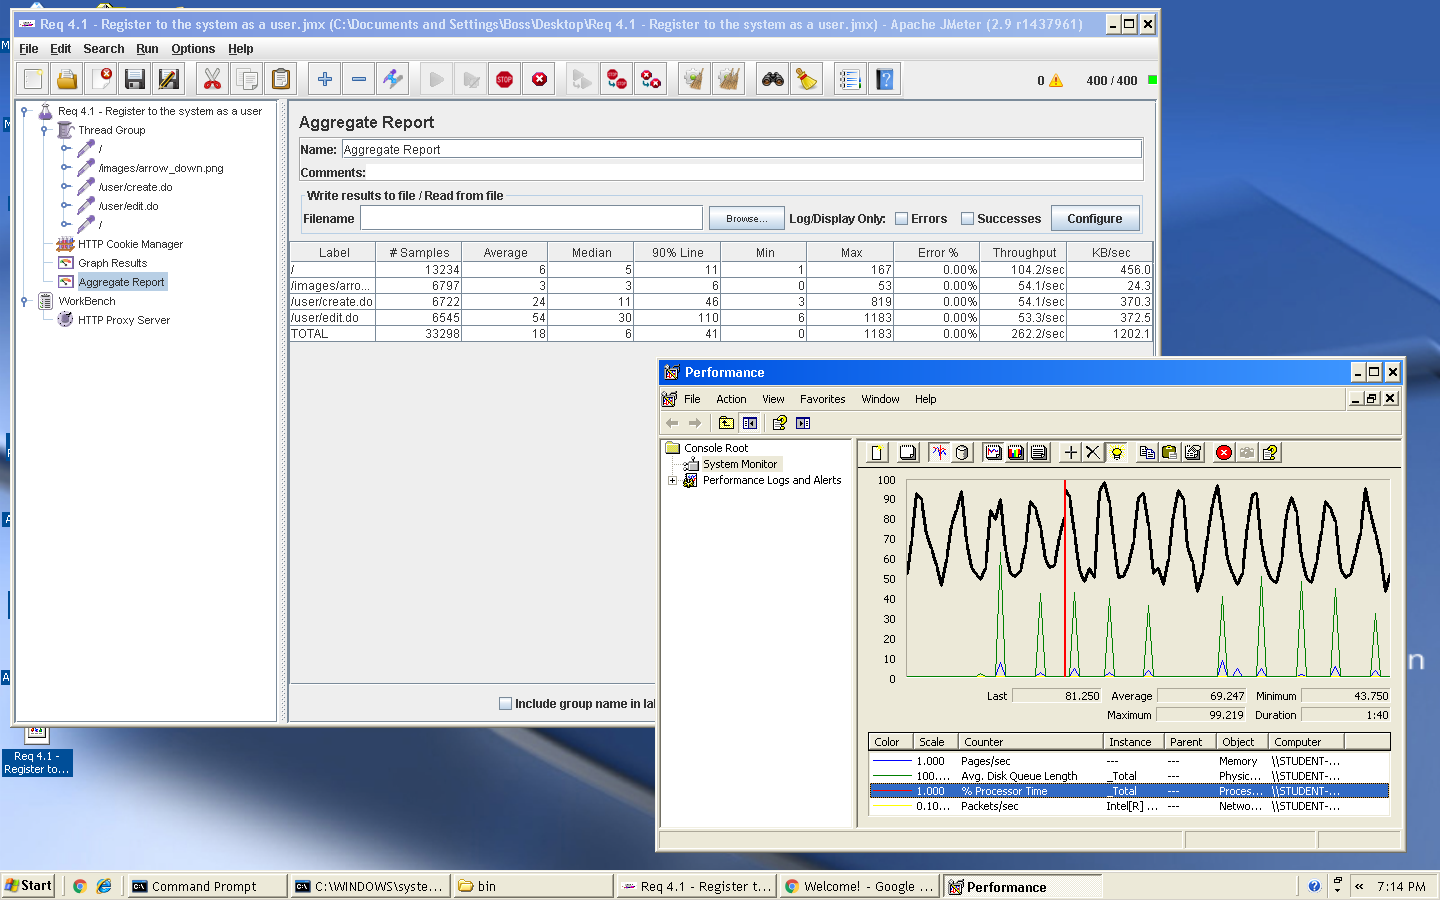 Req 4.1 - Register to the system as a user.jmx (C:\Documents and Settings\Boss\Desktop\Req 4.1 - Register to the system as a user.jmx) - Apache JMeter (2.9 r1437961)
File Edit Search Run Options Help
0 400 / 400
Req 4.1 - Register to the system as a user
Thread Group
/
/images/arrow_down.png
/user/create.do
/user/edit.do
/
HTTP Cookie Manager
Graph Results
Aggregate Report
WorkBench
HTTP Proxy Server
Aggregate Report
Name: Aggregate Report
Comments:
Write results to file / Read from file
Filename Browse... Log/Display Only: Errors Successes Configure
Label # Samples Average Median 90% Line Min Max Error % Throughput KB/sec
/ 13234 6 5 11 1 167 0.00% 104.2/sec 456.0
/images/arro... 6797 3 3 6 0 53 0.00% 54.1/sec 24.3
/user/create.do 6722 24 11 46 3 819 0.00% 54.1/sec 370.3
/user/edit.do 6545 54 30 110 6 1183 0.00% 53.3/sec 372.5
TOTAL 33298 18 6 41 0 1183 0.00% 262.2/sec 1202.1
Include group name in lal
Performance
File Action View Favorites Window Help
Console Root
System Monitor
Performance Logs and Alerts
100
90
80
70
60
50
40
30
20
10
0
Last 81.250 Average 69.247 Minimum 43.750
Maximum 99.219 Duration 1:40
Color Scale Counter Instance Parent Object Computer
1.000 Pages/sec --- --- Memory \\STUDENT-...
100.... Avg. Disk Queue Length _Total --- Physic... \\STUDENT-...
1.000 % Processor Time _Total --- Proces... \\STUDENT-...
0.10... Packets/sec Intel[R] ... --- Netwo... \\STUDENT-...
n
Req 4.1 -
Register to...
Start Command Prompt C:\WINDOWS\syste... bin Req 4.1 - Register t... Welcome! - Google ... Performance « 7:14 PM